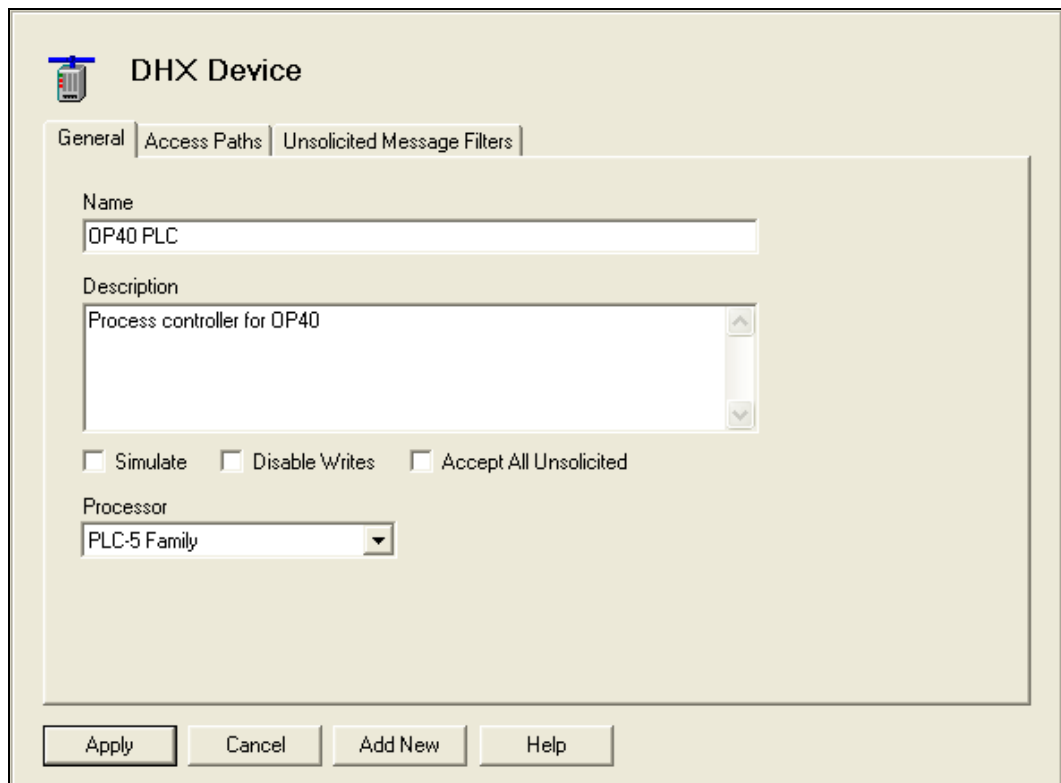 DHX Device
General Access Paths Unsolicited Message Filters
Name
OP40 PLC
Description
Process controller for OP40
Simulate Disable Writes Accept All Unsolicited
Processor
PLC-5 Family
Apply Cancel Add New Help